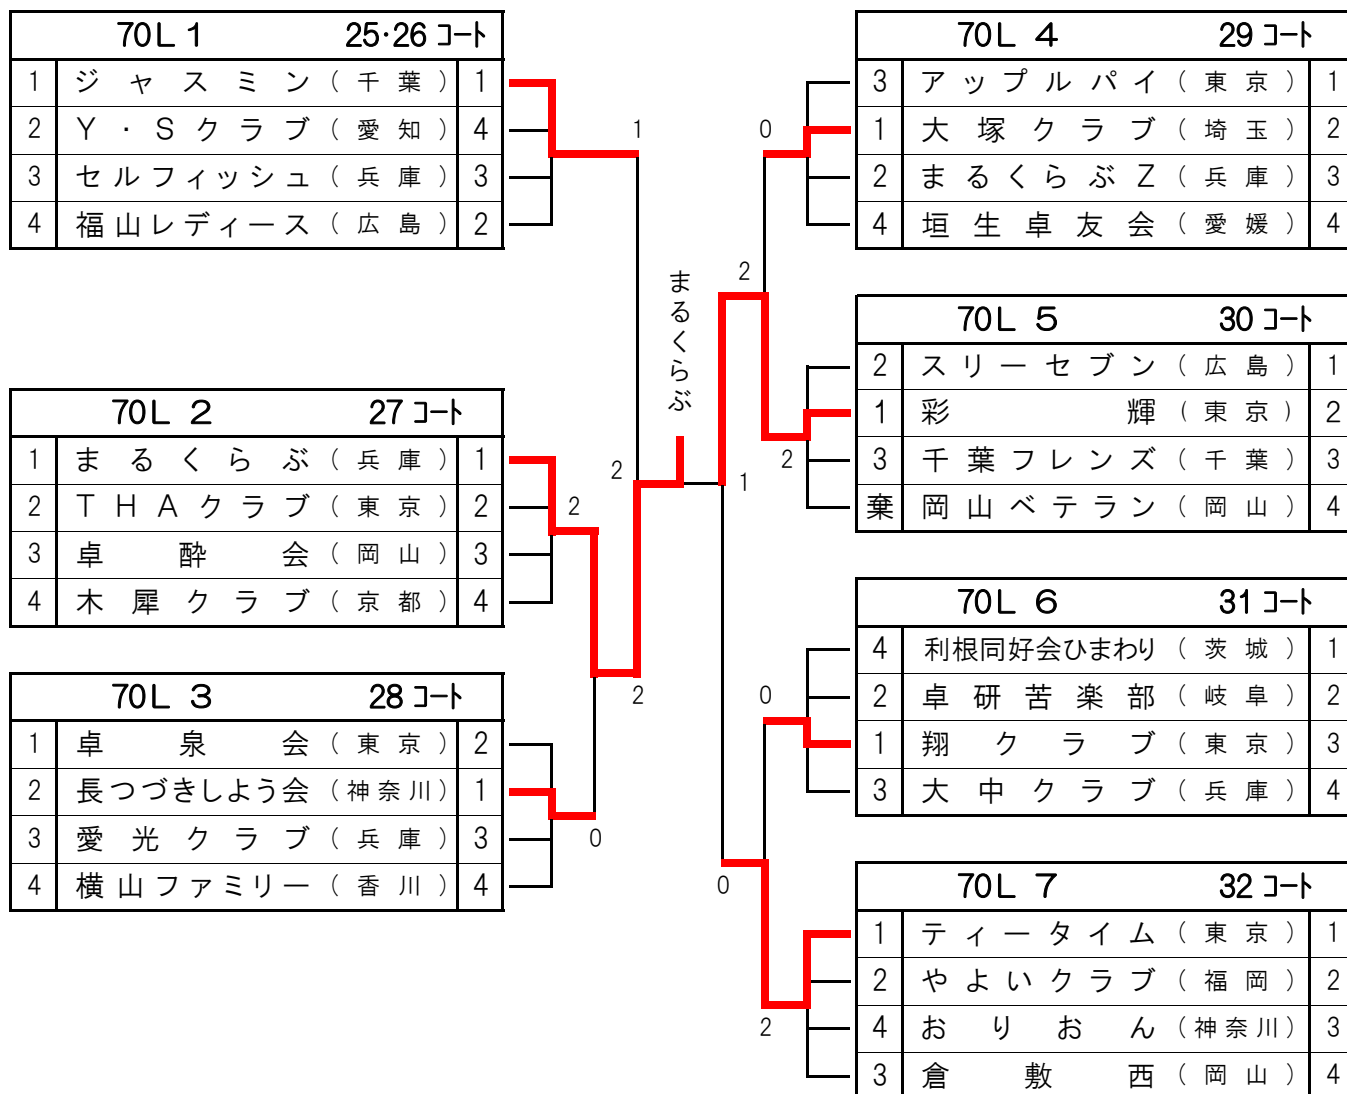 70L 1 25·26 コート
1 ジャスミン (千葉) 1
2 Y・Sクラブ (愛知) 4
3 セルフィッシュ (兵庫) 3
4 福山レディース (広島) 2
70L 2 27 コート
1 まるくらぶ (兵庫) 1
2 THAクラブ (東京) 2
3 卓酔会 (岡山) 3
4 木犀クラブ (京都) 4
70L 3 28 コート
1 卓泉会 (東京) 2
2 長つづきしよう会 (神奈川) 1
3 愛光クラブ (兵庫) 3
4 横山ファミリー (香川) 4
1
2
2
2
0
まるくらぶ
0
2
2
1
0
0
2
70L 4 29 コート
3 アップルパイ (東京) 1
1 大塚クラブ (埼玉) 2
2 まるくらぶZ (兵庫) 3
4 垣生卓友会 (愛媛) 4
70L 5 30 コート
2 スリーセブン (広島) 1
1 彩輝 (東京) 2
3 千葉フレンズ (千葉) 3
棄 岡山ベテラン (岡山) 4
70L 6 31 コート
4 利根同好会ひまわり (茨城) 1
2 卓研苦楽部 (岐阜) 2
1 翔クラブ (東京) 3
3 大中クラブ (兵庫) 4
70L 7 32 コート
1 ティータイム (東京) 1
2 やよいクラブ (福岡) 2
4 おりおん (神奈川) 3
3 倉敷西 (岡山) 4